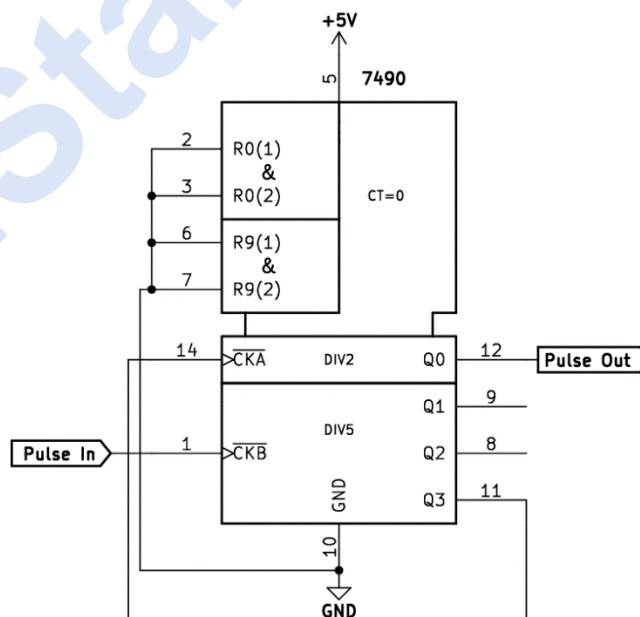 +5V
5
7490
2
R0(1)
&
3
R0(2)
CT=0
6
R9(1)
&
7
R9(2)
14
CKA
DIV2
Q0
12
Pulse Out
Q1
9
DIV5
Pulse In
1
CKB
Q2
8
Q3
11
GND
10
GND
Sta